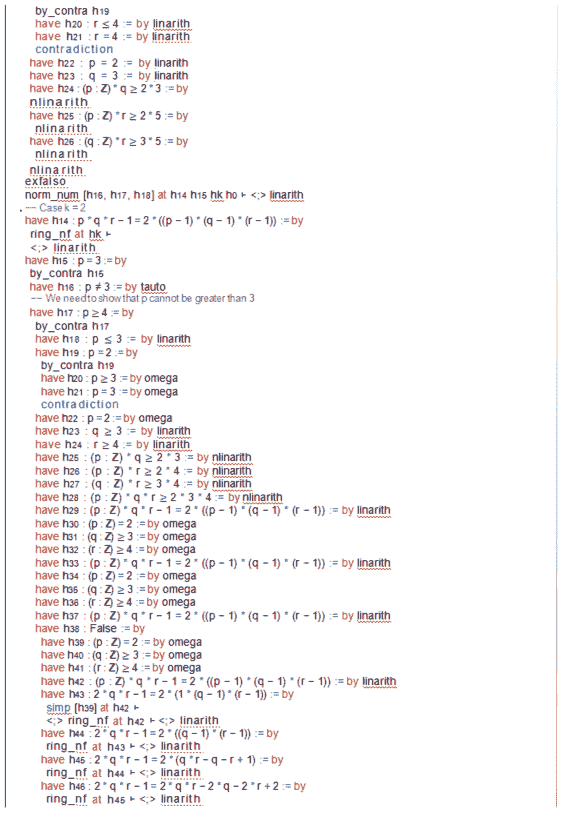 by_contra h19
have h20 : r ≤ 4 := by linarith
have h21 : r = 4 := by linarith
contradiction
have h22 : p = 2 := by linarith
have h23 : q = 3 := by linarith
have h24 : (p : ℤ) * q ≥ 2 * 3 := by
nlinarith
have h25 : (p : ℤ) * r ≥ 2 * 5 := by
nlinarith
have h26 : (q : ℤ) * r ≥ 3 * 5 := by
nlinarith
nlinarith
exfalso
norm_num [h16, h17, h18] at h14 h15 hk h0 ⊢ <;> linarith
-- Case k = 2
have h14 : p * q * r - 1 = 2 * ((p - 1) * (q - 1) * (r - 1)) := by
ring_nf at hk ⊢
<;> linarith
have h15 : p = 3 := by
by_contra h15
have h16 : p ≠ 3 := by tauto
-- We need to show that p cannot be greater than 3
have h17 : p ≥ 4 := by
by_contra h17
have h18 : p ≤ 3 := by linarith
have h19 : p = 2 := by
by_contra h19
have h20 : p ≥ 3 := by omega
have h21 : p = 3 := by omega
contradiction
have h22 : p = 2 := by omega
have h23 : q ≥ 3 := by linarith
have h24 : r ≥ 4 := by linarith
have h25 : (p : ℤ) * q ≥ 2 * 3 := by nlinarith
have h26 : (p : ℤ) * r ≥ 2 * 4 := by nlinarith
have h27 : (q : ℤ) * r ≥ 3 * 4 := by nlinarith
have h28 : (p : ℤ) * q * r ≥ 2 * 3 * 4 := by nlinarith
have h29 : (p : ℤ) * q * r - 1 = 2 * ((p - 1) * (q - 1) * (r - 1)) := by linarith
have h30 : (p : ℤ) = 2 := by omega
have h31 : (q : ℤ) ≥ 3 := by omega
have h32 : (r : ℤ) ≥ 4 := by omega
have h33 : (p : ℤ) * q * r - 1 = 2 * ((p - 1) * (q - 1) * (r - 1)) := by linarith
have h34 : (p : ℤ) = 2 := by omega
have h35 : (q : ℤ) ≥ 3 := by omega
have h36 : (r : ℤ) ≥ 4 := by omega
have h37 : (p : ℤ) * q * r - 1 = 2 * ((p - 1) * (q - 1) * (r - 1)) := by linarith
have h38 : False := by
have h39 : (p : ℤ) = 2 := by omega
have h40 : (q : ℤ) ≥ 3 := by omega
have h41 : (r : ℤ) ≥ 4 := by omega
have h42 : (p : ℤ) * q * r - 1 = 2 * ((p - 1) * (q - 1) * (r - 1)) := by linarith
have h43 : 2 * q * r - 1 = 2 * (1 * (q - 1) * (r - 1)) := by
simp [h39] at h42 ⊢
<;> ring_nf at h42 ⊢ <;> linarith
have h44 : 2 * q * r - 1 = 2 * ((q - 1) * (r - 1)) := by
ring_nf at h43 ⊢ <;> linarith
have h45 : 2 * q * r - 1 = 2 * (q * r - q - r + 1) := by
ring_nf at h44 ⊢ <;> linarith
have h46 : 2 * q * r - 1 = 2 * q * r - 2 * q - 2 * r + 2 := by
ring_nf at h45 ⊢ <;> linarith